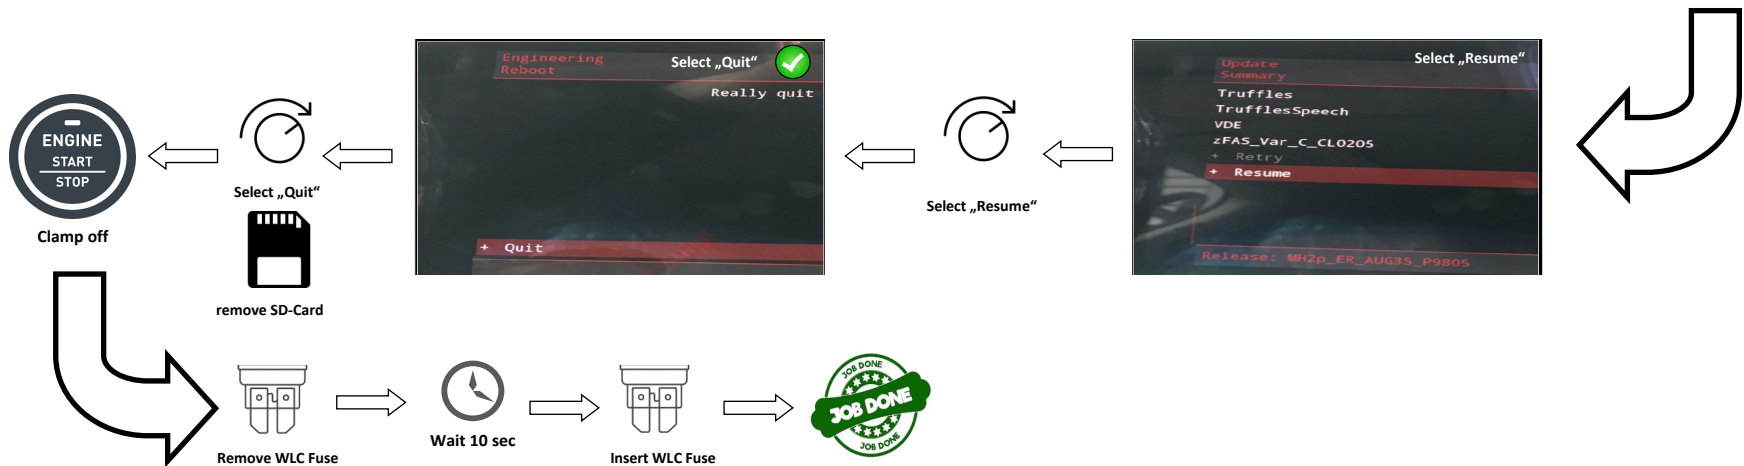 Select „Resume“
Update
Summary
Truffles
TrufflesSpeech
VDE
zFAS_Var_C_CL0205
+ Retry
+ Resume
Release: MH2p_ER_AUG35_P9805
Select „Resume“
Engineering
Reboot
Select „Quit“
Really quit
+ Quit
Select „Quit“
remove SD-Card
ENGINE
START
STOP
Clamp off
Remove WLC Fuse
Wait 10 sec
Insert WLC Fuse
JOB DONE
JOB DONE
JOB DONE